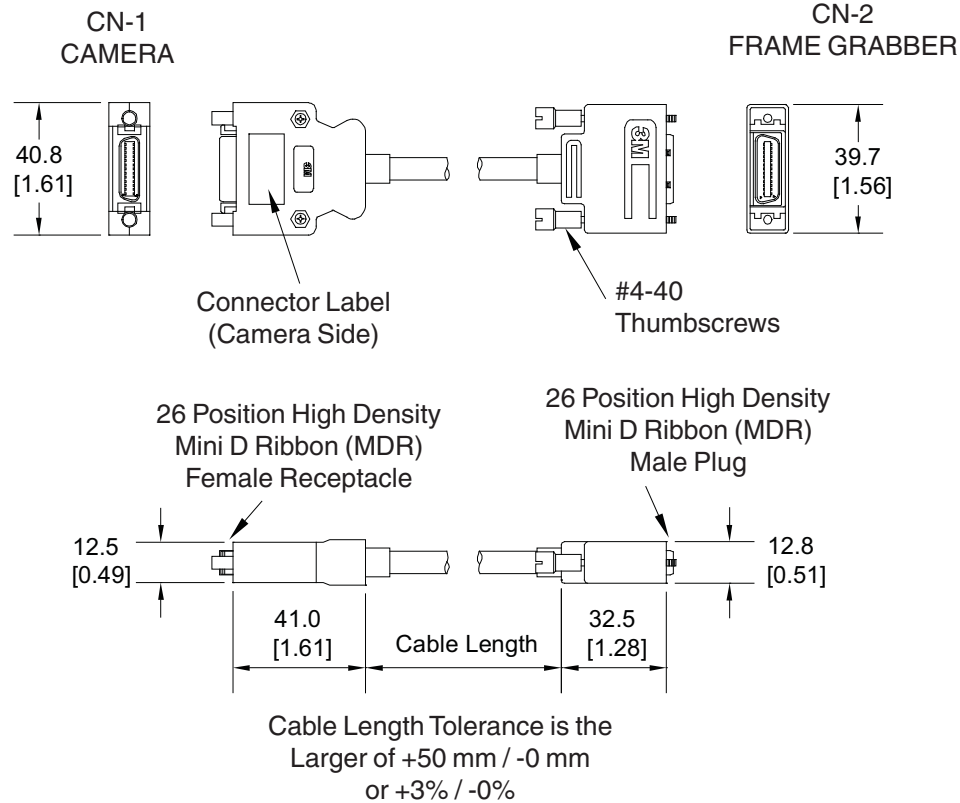 CN-1
CAMERA
CN-2
FRAME GRABBER
40.8
[1.61]
3M
3M
39.7
[1.56]
Connector Label
(Camera Side)
#4-40
Thumbscrews
26 Position High Density
Mini D Ribbon (MDR)
Female Receptacle
26 Position High Density
Mini D Ribbon (MDR)
Male Plug
12.5
[0.49]
12.8
[0.51]
41.0
[1.61]
Cable Length
32.5
[1.28]
Cable Length Tolerance is the
Larger of +50 mm / -0 mm
or +3% / -0%